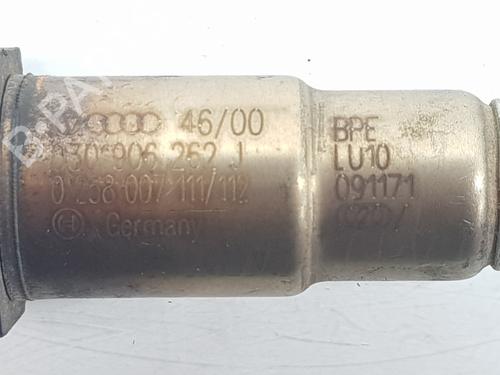 46/00
030 906 262 J
0 258 007 111/112
Germany
BPE
LU10
091171